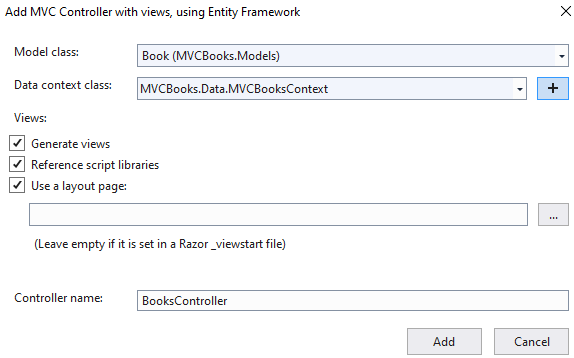 Add MVC Controller with views, using Entity Framework
Model class: Book (MVCBooks.Models)
Data context class: MVCBooks.Data.MVCBooksContext +
Views:
Generate views
Reference script libraries
Use a layout page:
...
(Leave empty if it is set in a Razor _viewstart file)
Controller name: BooksController
Add Cancel